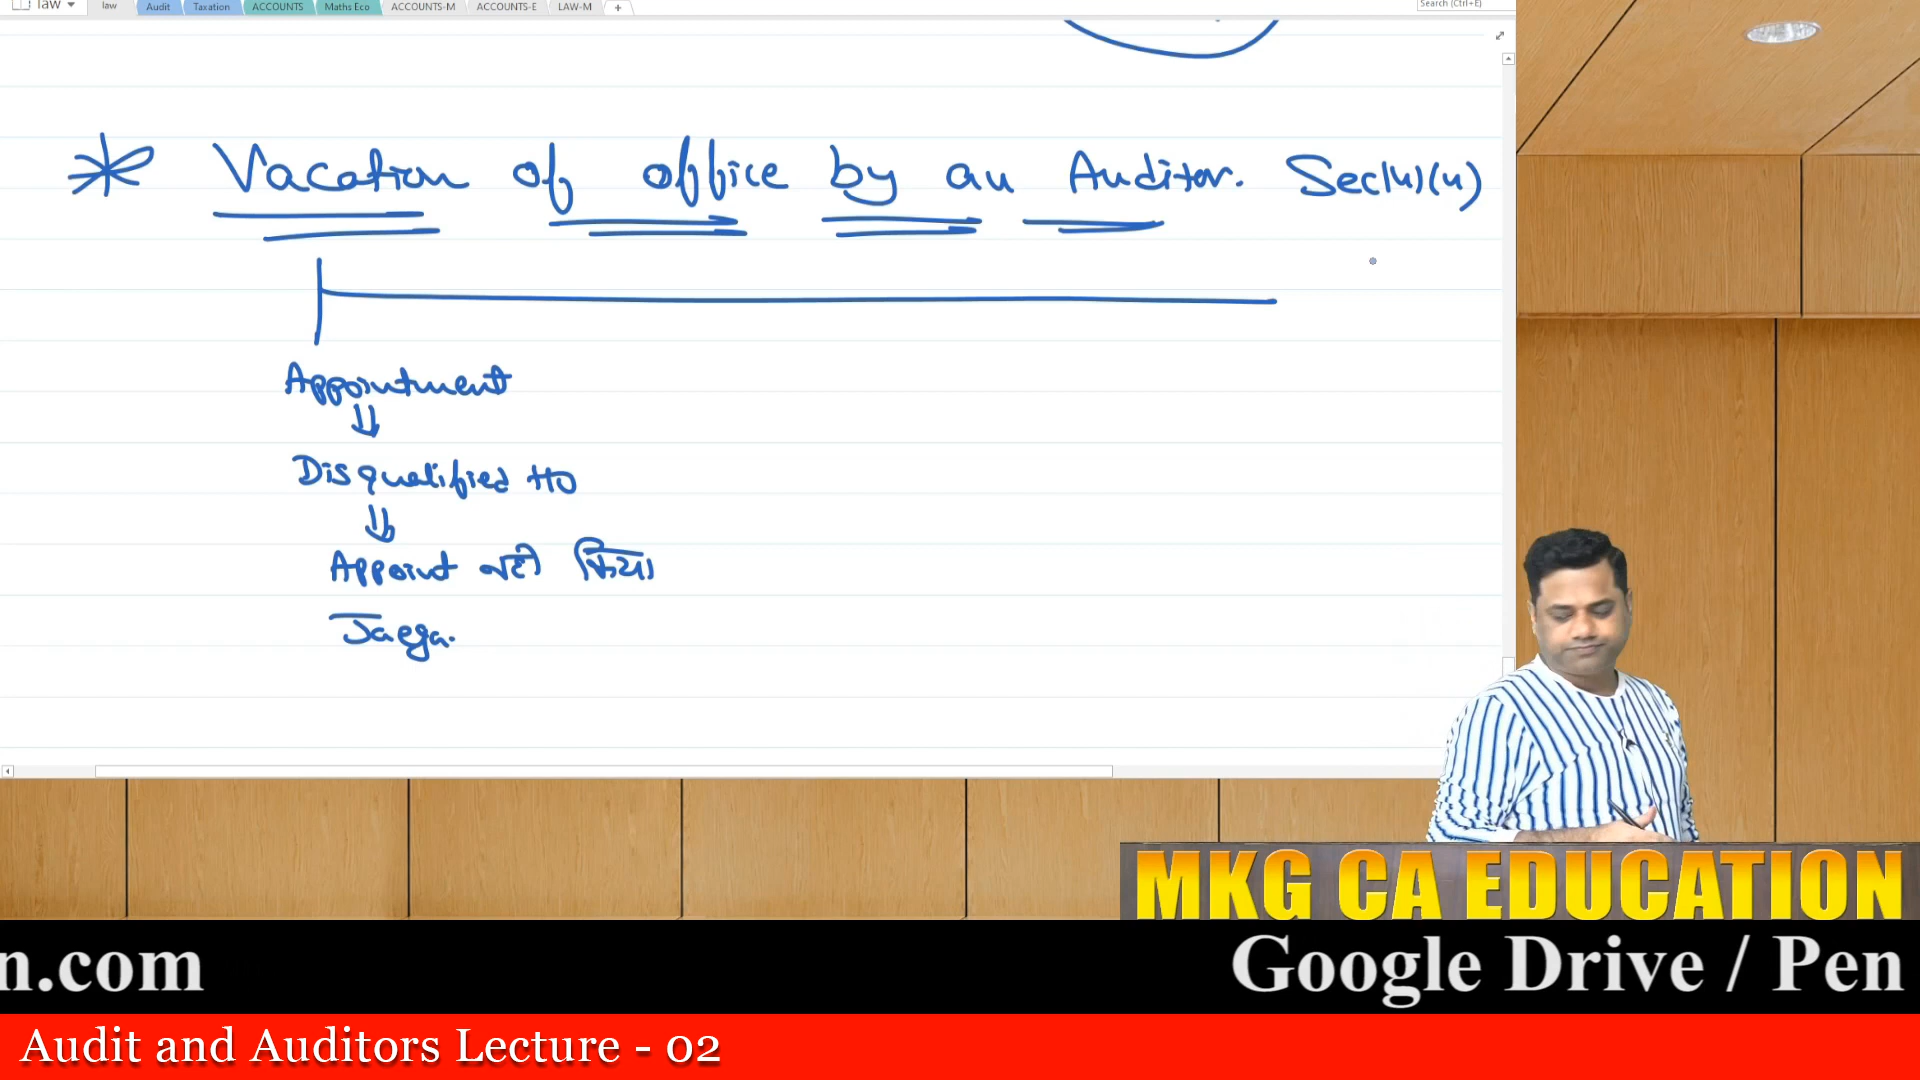 law
law Audit Taxation ACCOUNTS Maths Eco ACCOUNTS-M ACCOUNTS-E LAW-M +
Search (Ctrl+E)
Vacation of office by an Auditor. Sec141(4)
Appointment
Disqualified HO
Appoint नही किया
Jaega.
MKG CA EDUCATION
n.com Google Drive / Pen
Audit and Auditors Lecture - 02